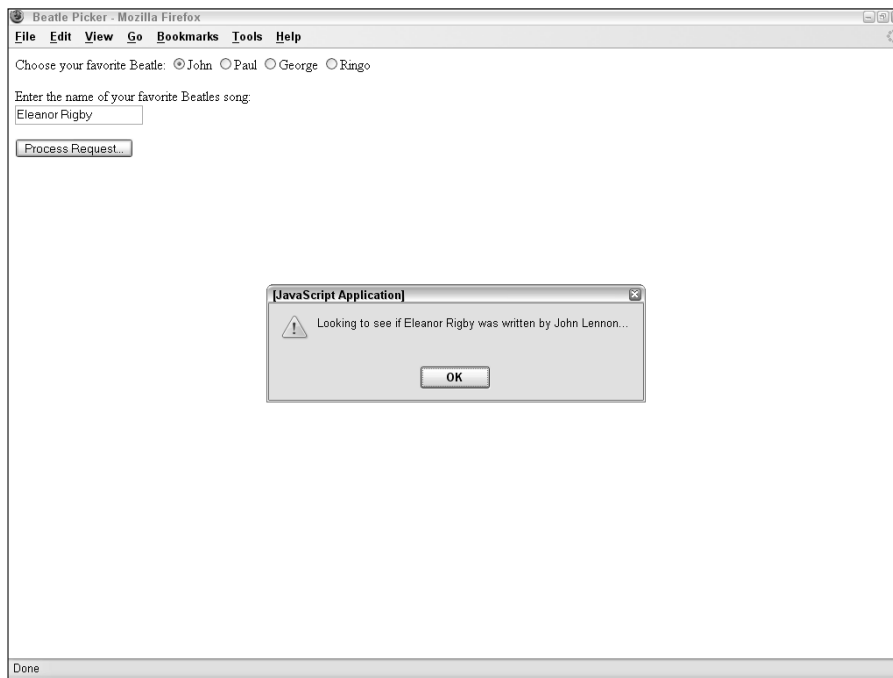 Beatle Picker - Mozilla Firefox
File Edit View Go Bookmarks Tools Help
Choose your favorite Beatle: John Paul George Ringo
Enter the name of your favorite Beatles song:
Eleanor Rigby
Process Request...
[JavaScript Application]
Looking to see if Eleanor Rigby was written by John Lennon...
OK
Done